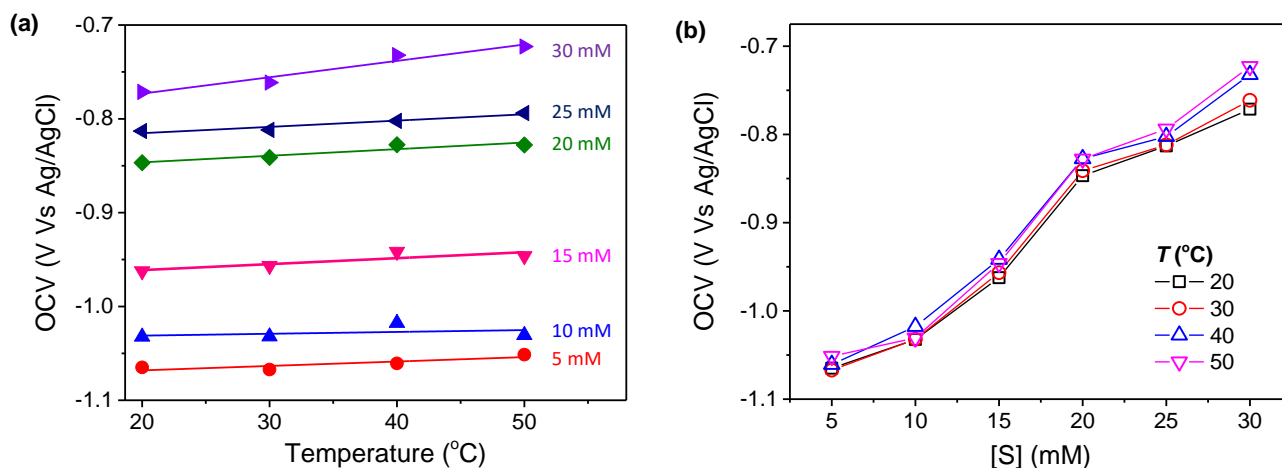 (a)
-0.7
-0.8
-0.9
-1.0
-1.1
OCV (V Vs Ag/AgCl)
30 mM
25 mM
20 mM
15 mM
10 mM
5 mM
20 30 40 50
Temperature (°C)
(b)
-0.7
-0.8
-0.9
-1.0
-1.1
OCV (V Vs Ag/AgCl)
T (°C)
20
30
40
50
5 10 15 20 25 30
[S] (mM)